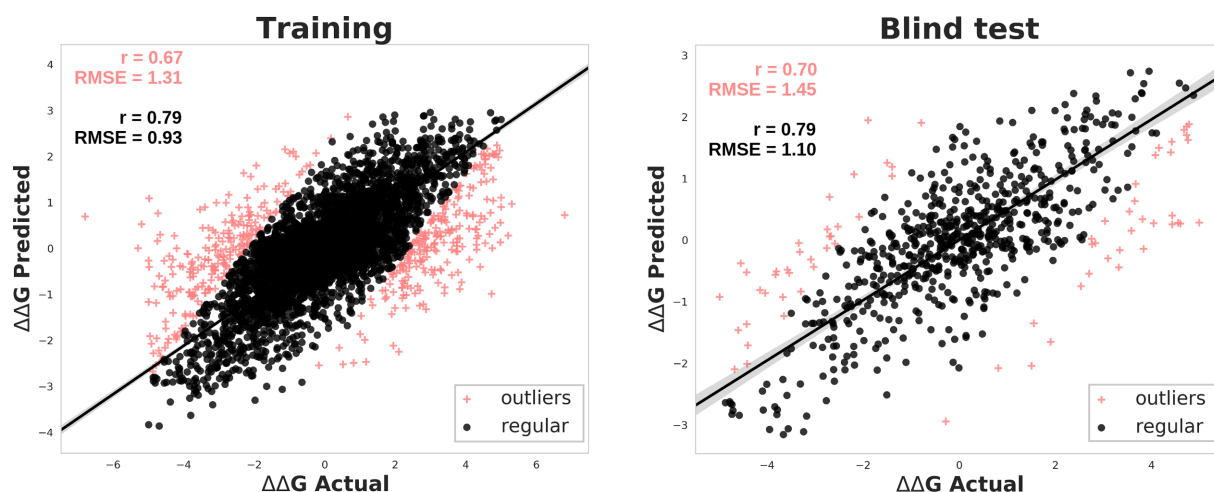 Training
r = 0.67
RMSE = 1.31
r = 0.79
RMSE = 0.93
4
3
2
1
0
−1
−2
−3
−4
ΔΔG Predicted
outliers
regular
−6
−4
−2
0
2
4
6
ΔΔG Actual
Blind test
r = 0.70
RMSE = 1.45
r = 0.79
RMSE = 1.10
3
2
1
0
−1
−2
−3
ΔΔG Predicted
outliers
regular
−4
−2
0
2
4
ΔΔG Actual